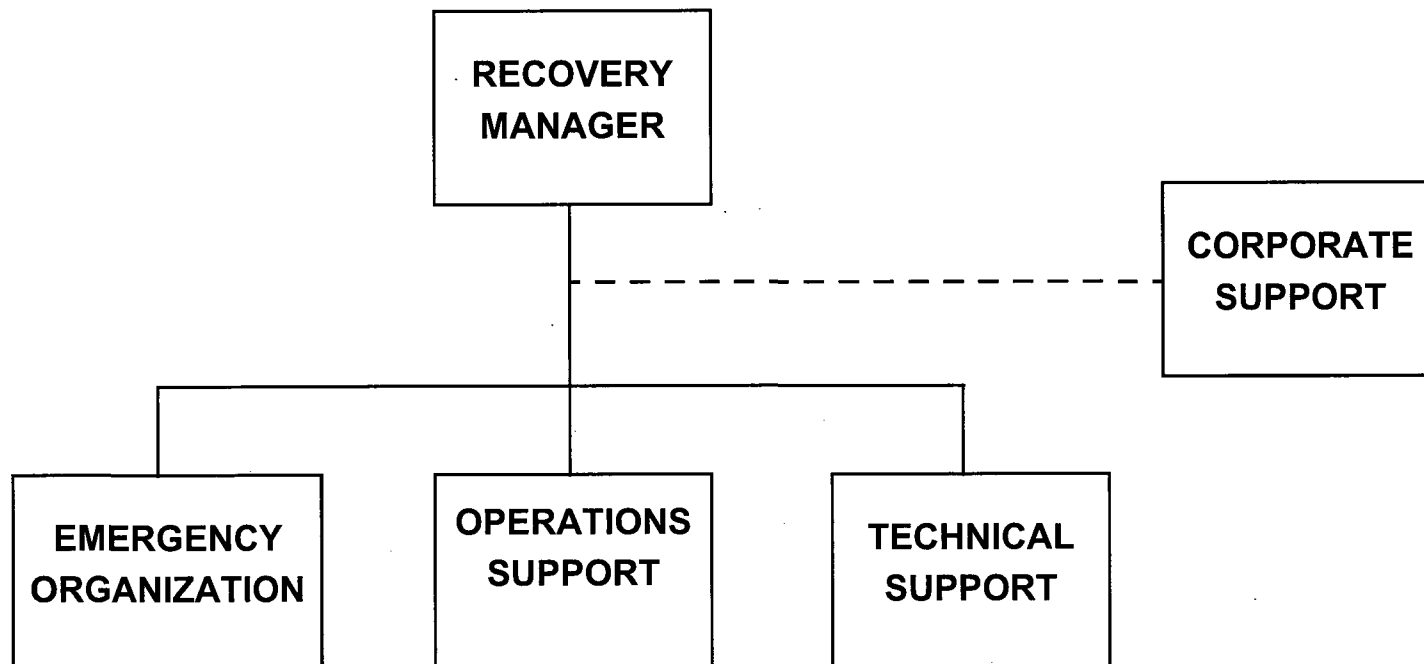 RECOVERY
MANAGER
CORPORATE
SUPPORT
EMERGENCY
ORGANIZATION
OPERATIONS
SUPPORT
TECHNICAL
SUPPORT